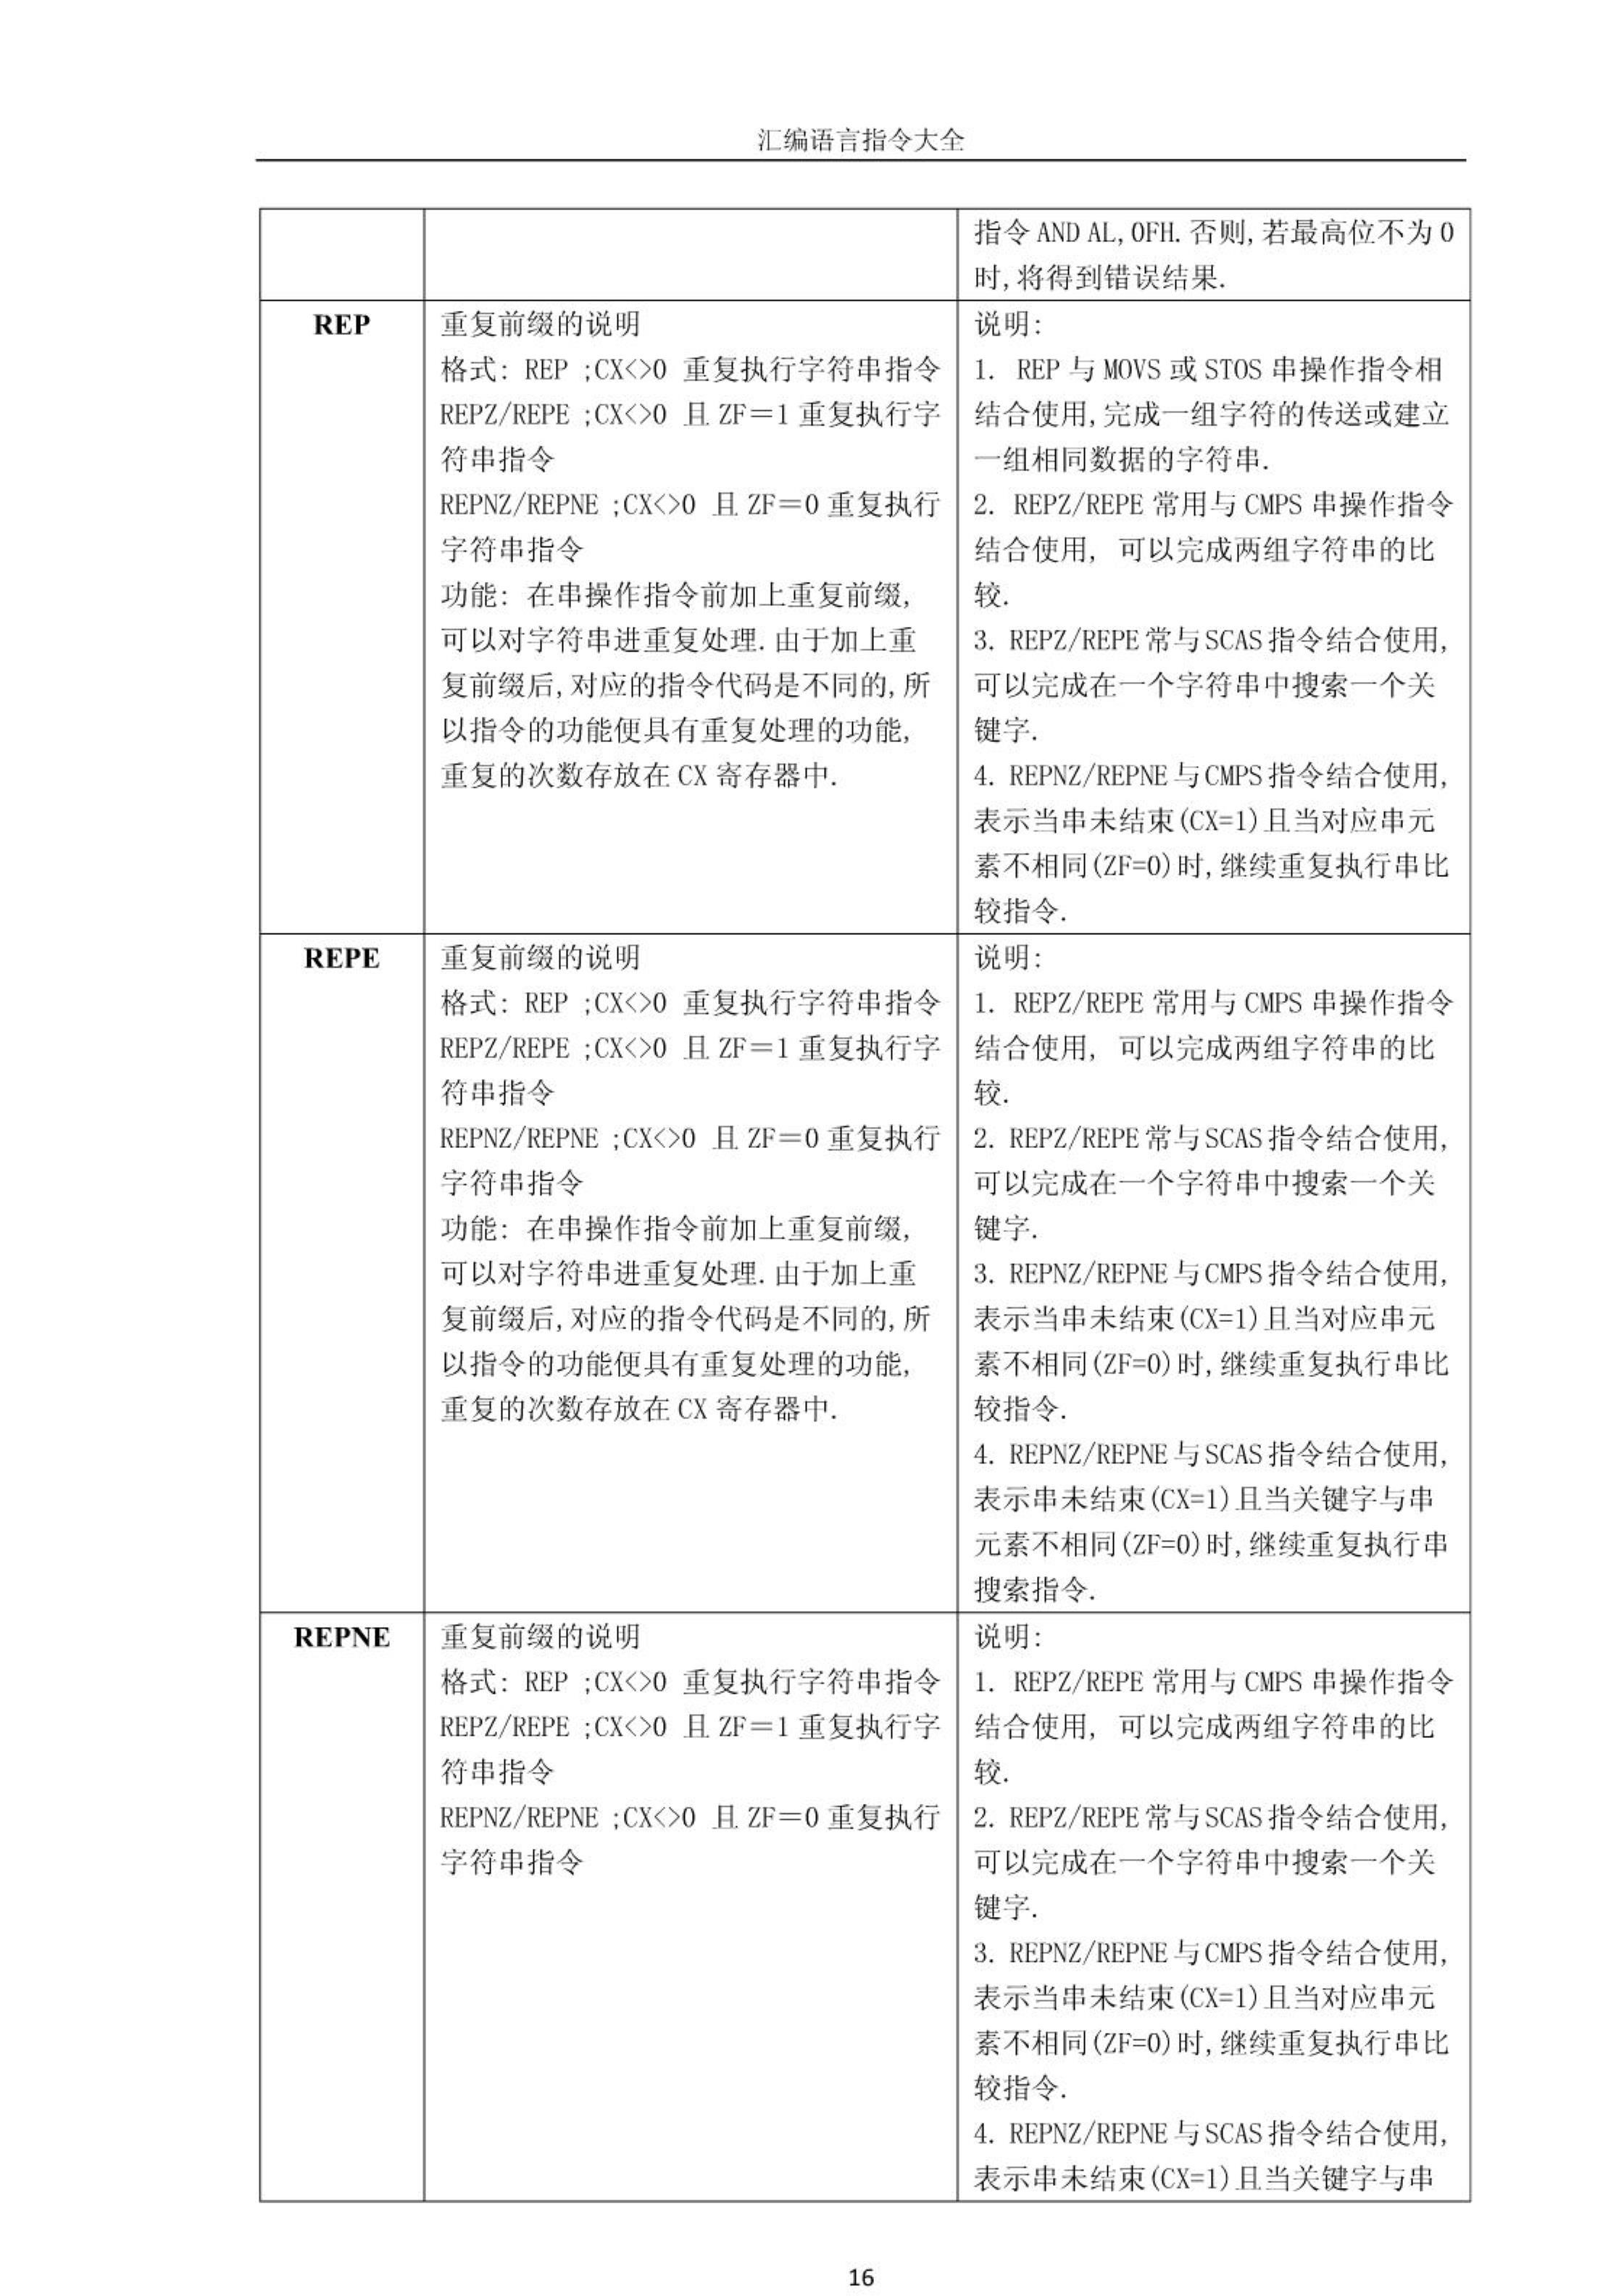 汇编语言指令大全
指令 AND AL, 0FH. 否则, 若最高位不为 0
时, 将得到错误结果.
REP
重复前缀的说明
格式: REP ;CX<>0 重复执行字符串指令
REPZ/REPE ;CX<>0 且 ZF＝1 重复执行字
符串指令
REPNZ/REPNE ;CX<>0 且 ZF＝0 重复执行
字符串指令
功能: 在串操作指令前加上重复前缀,
可以对字符串进重复处理. 由于加上重
复前缀后, 对应的指令代码是不同的, 所
以指令的功能便具有重复处理的功能,
重复的次数存放在 CX 寄存器中.
说明:
1. REP 与 MOVS 或 STOS 串操作指令相
结合使用, 完成一组字符的传送或建立
一组相同数据的字符串.
2. REPZ/REPE 常用与 CMPS 串操作指令
结合使用, 可以完成两组字符串的比
较.
3. REPZ/REPE 常与 SCAS 指令结合使用,
可以完成在一个字符串中搜索一个关
键字.
4. REPNZ/REPNE 与 CMPS 指令结合使用,
表示当串未结束(CX=1)且当对应串元
素不相同(ZF=0)时, 继续重复执行串比
较指令.
REPE
重复前缀的说明
格式: REP ;CX<>0 重复执行字符串指令
REPZ/REPE ;CX<>0 且 ZF＝1 重复执行字
符串指令
REPNZ/REPNE ;CX<>0 且 ZF＝0 重复执行
字符串指令
功能: 在串操作指令前加上重复前缀,
可以对字符串进重复处理. 由于加上重
复前缀后, 对应的指令代码是不同的, 所
以指令的功能便具有重复处理的功能,
重复的次数存放在 CX 寄存器中.
说明:
1. REPZ/REPE 常用与 CMPS 串操作指令
结合使用, 可以完成两组字符串的比
较.
2. REPZ/REPE 常与 SCAS 指令结合使用,
可以完成在一个字符串中搜索一个关
键字.
3. REPNZ/REPNE 与 CMPS 指令结合使用,
表示当串未结束(CX=1)且当对应串元
素不相同(ZF=0)时, 继续重复执行串比
较指令.
4. REPNZ/REPNE 与 SCAS 指令结合使用,
表示串未结束(CX=1)且当关键字与串
元素不相同(ZF=0)时, 继续重复执行串
搜索指令.
REPNE
重复前缀的说明
格式: REP ;CX<>0 重复执行字符串指令
REPZ/REPE ;CX<>0 且 ZF＝1 重复执行字
符串指令
REPNZ/REPNE ;CX<>0 且 ZF＝0 重复执行
字符串指令
说明:
1. REPZ/REPE 常用与 CMPS 串操作指令
结合使用, 可以完成两组字符串的比
较.
2. REPZ/REPE 常与 SCAS 指令结合使用,
可以完成在一个字符串中搜索一个关
键字.
3. REPNZ/REPNE 与 CMPS 指令结合使用,
表示当串未结束(CX=1)且当对应串元
素不相同(ZF=0)时, 继续重复执行串比
较指令.
4. REPNZ/REPNE 与 SCAS 指令结合使用,
表示串未结束(CX=1)且当关键字与串
16